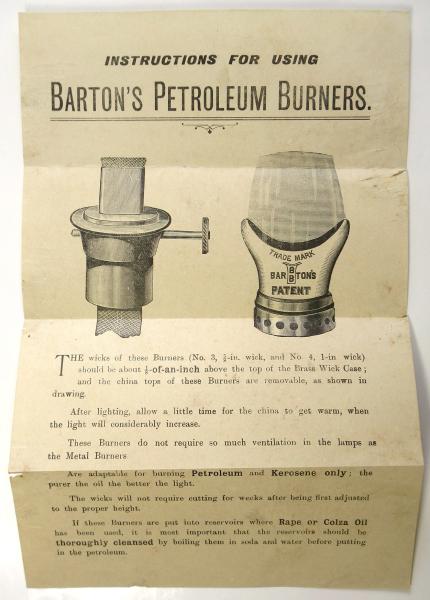 INSTRUCTIONS FOR USING
BARTON'S PETROLEUM BURNERS.
TRADE MARK
BAR TON'S
B
B
PATENT
THE wicks of these Burners (No. 3, -in. wick, and No. 4, 1-in wick)
should be about -of-an-inch above the top of the Brass Wick Case;
and the china tops of these Burners are removable, as shown in
drawing.
After lighting, allow a little time for the china to get warm, when
the light will considerably increase.
These Burners do not require so much ventilation in the lamps as
the Metal Burners
Are adaptable for burning Petroleum and Kerosene only; the
purer the oil the better the light.
The wicks will not require cutting for weeks after being first adjusted
to the proper height.
If these Burners are put into reservoirs where Rape or Colza Oil
has been used, it is most important that the reservoirs should be
thoroughly cleansed by boiling them in soda and water before putting
in the petroleum.